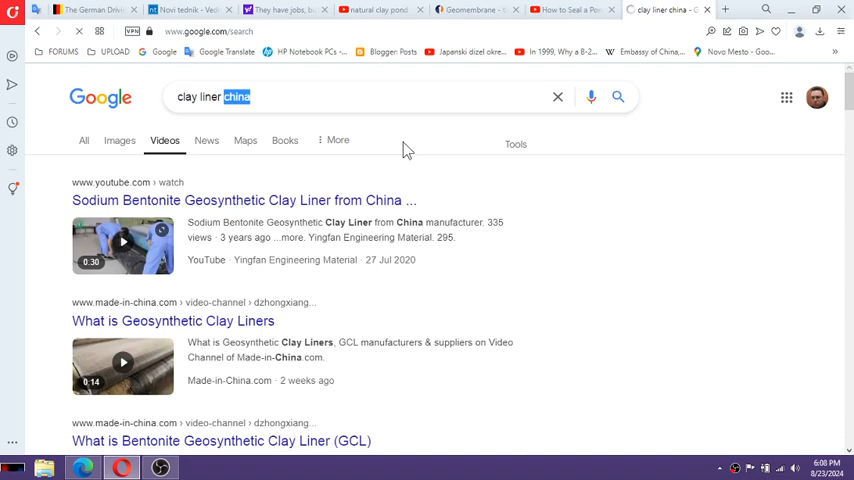 The German Drivi
Novi tednik - Vedn
They have jobs, bu
natural clay pond
Geomembrane - t
How to Seal a Po
clay liner china - G
VPN
www.google.com/search
FORUMS
UPLOAD
Google Translate
HP Notebook PC -...
Blogger: Posts
Japanski dizel okre...
In 1999, Why a B-2...
Embassy of China,...
Novo Mesto - Goo...
Google
clay liner china
All
Images
Videos
News
Maps
Books
More
Tools
www.youtube.com › watch
Sodium Bentonite Geosynthetic Clay Liner from China ...
Sodium Bentonite Geosynthetic Clay Liner from China manufacturer. 335
views · 3 years ago ...more. Yingfan Engineering Material. 295.
0:30
YouTube · Yingfan Engineering Material · 27 Jul 2020
www.made-in-china.com › video-channel › dzhongxiang...
What is Geosynthetic Clay Liners
What is Geosynthetic Clay Liners, GCL manufacturers & suppliers on Video
Channel of Made-in-China.com.
0:14
Made-in-China.com · 2 weeks ago
www.made-in-china.com › video-channel › dzhongxiang...
What is Bentonite Geosynthetic Clay Liner (GCL)
6:08 PM
8/23/2024